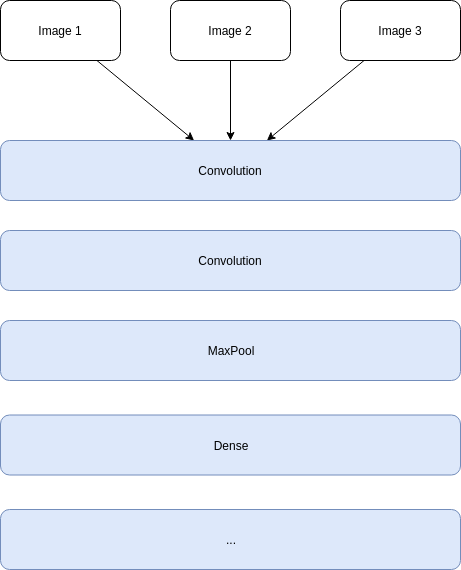 Image 1
Image 2
Image 3
Convolution
Convolution
MaxPool
Dense
...